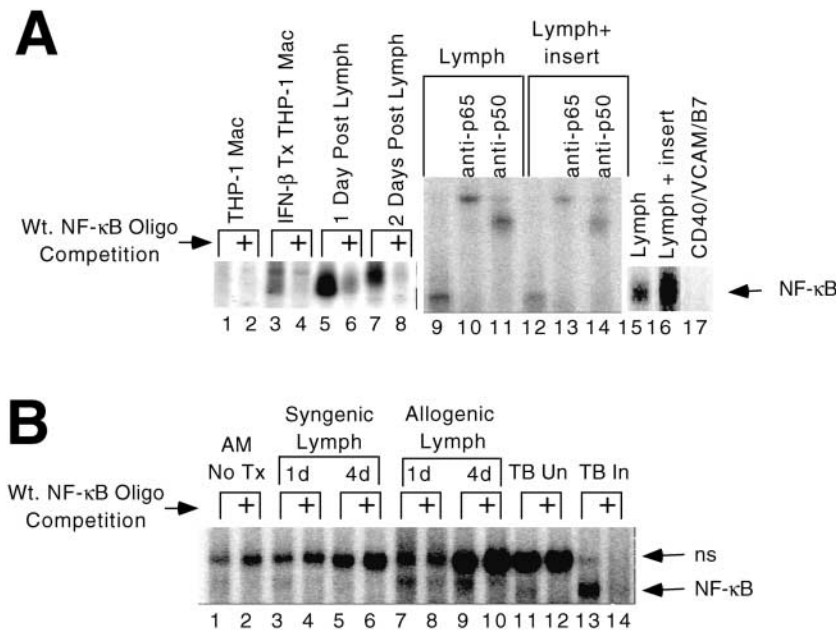 A
THP-1 Mac
IFN-β Tx THP-1 Mac
1 Day Post Lymph
2 Days Post Lymph
Lymph
anti-p65
anti-p50
Lymph+
insert
anti-p65
anti-p50
Lymph
Lymph + insert
CD40/VCAM/B7
Wt. NF-κB Oligo
Competition
+ + + +
NF-κB
1 2 3 4 5 6 7 8 9 10 11 12 13 14 15 16 17
B
AM
No Tx
Syngenic
Lymph
1d 4d
Allogenic
Lymph
1d 4d
TB Un TB In
Wt. NF-κB Oligo
Competition
+ + + + + + +
ns
NF-κB
1 2 3 4 5 6 7 8 9 10 11 12 13 14